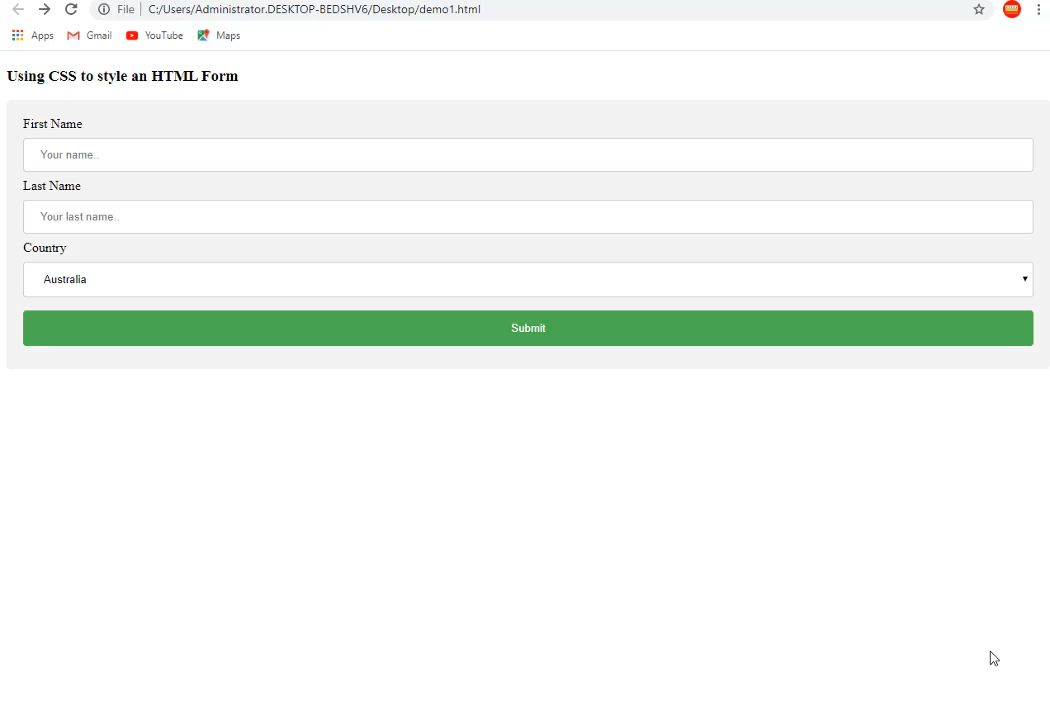 File C:/Users/Administrator.DESKTOP-BEDSHV6/Desktop/demo1.html
Apps Gmail YouTube Maps
Using CSS to style an HTML Form
First Name
Your name..
Last Name
Your last name..
Country
Australia
Submit